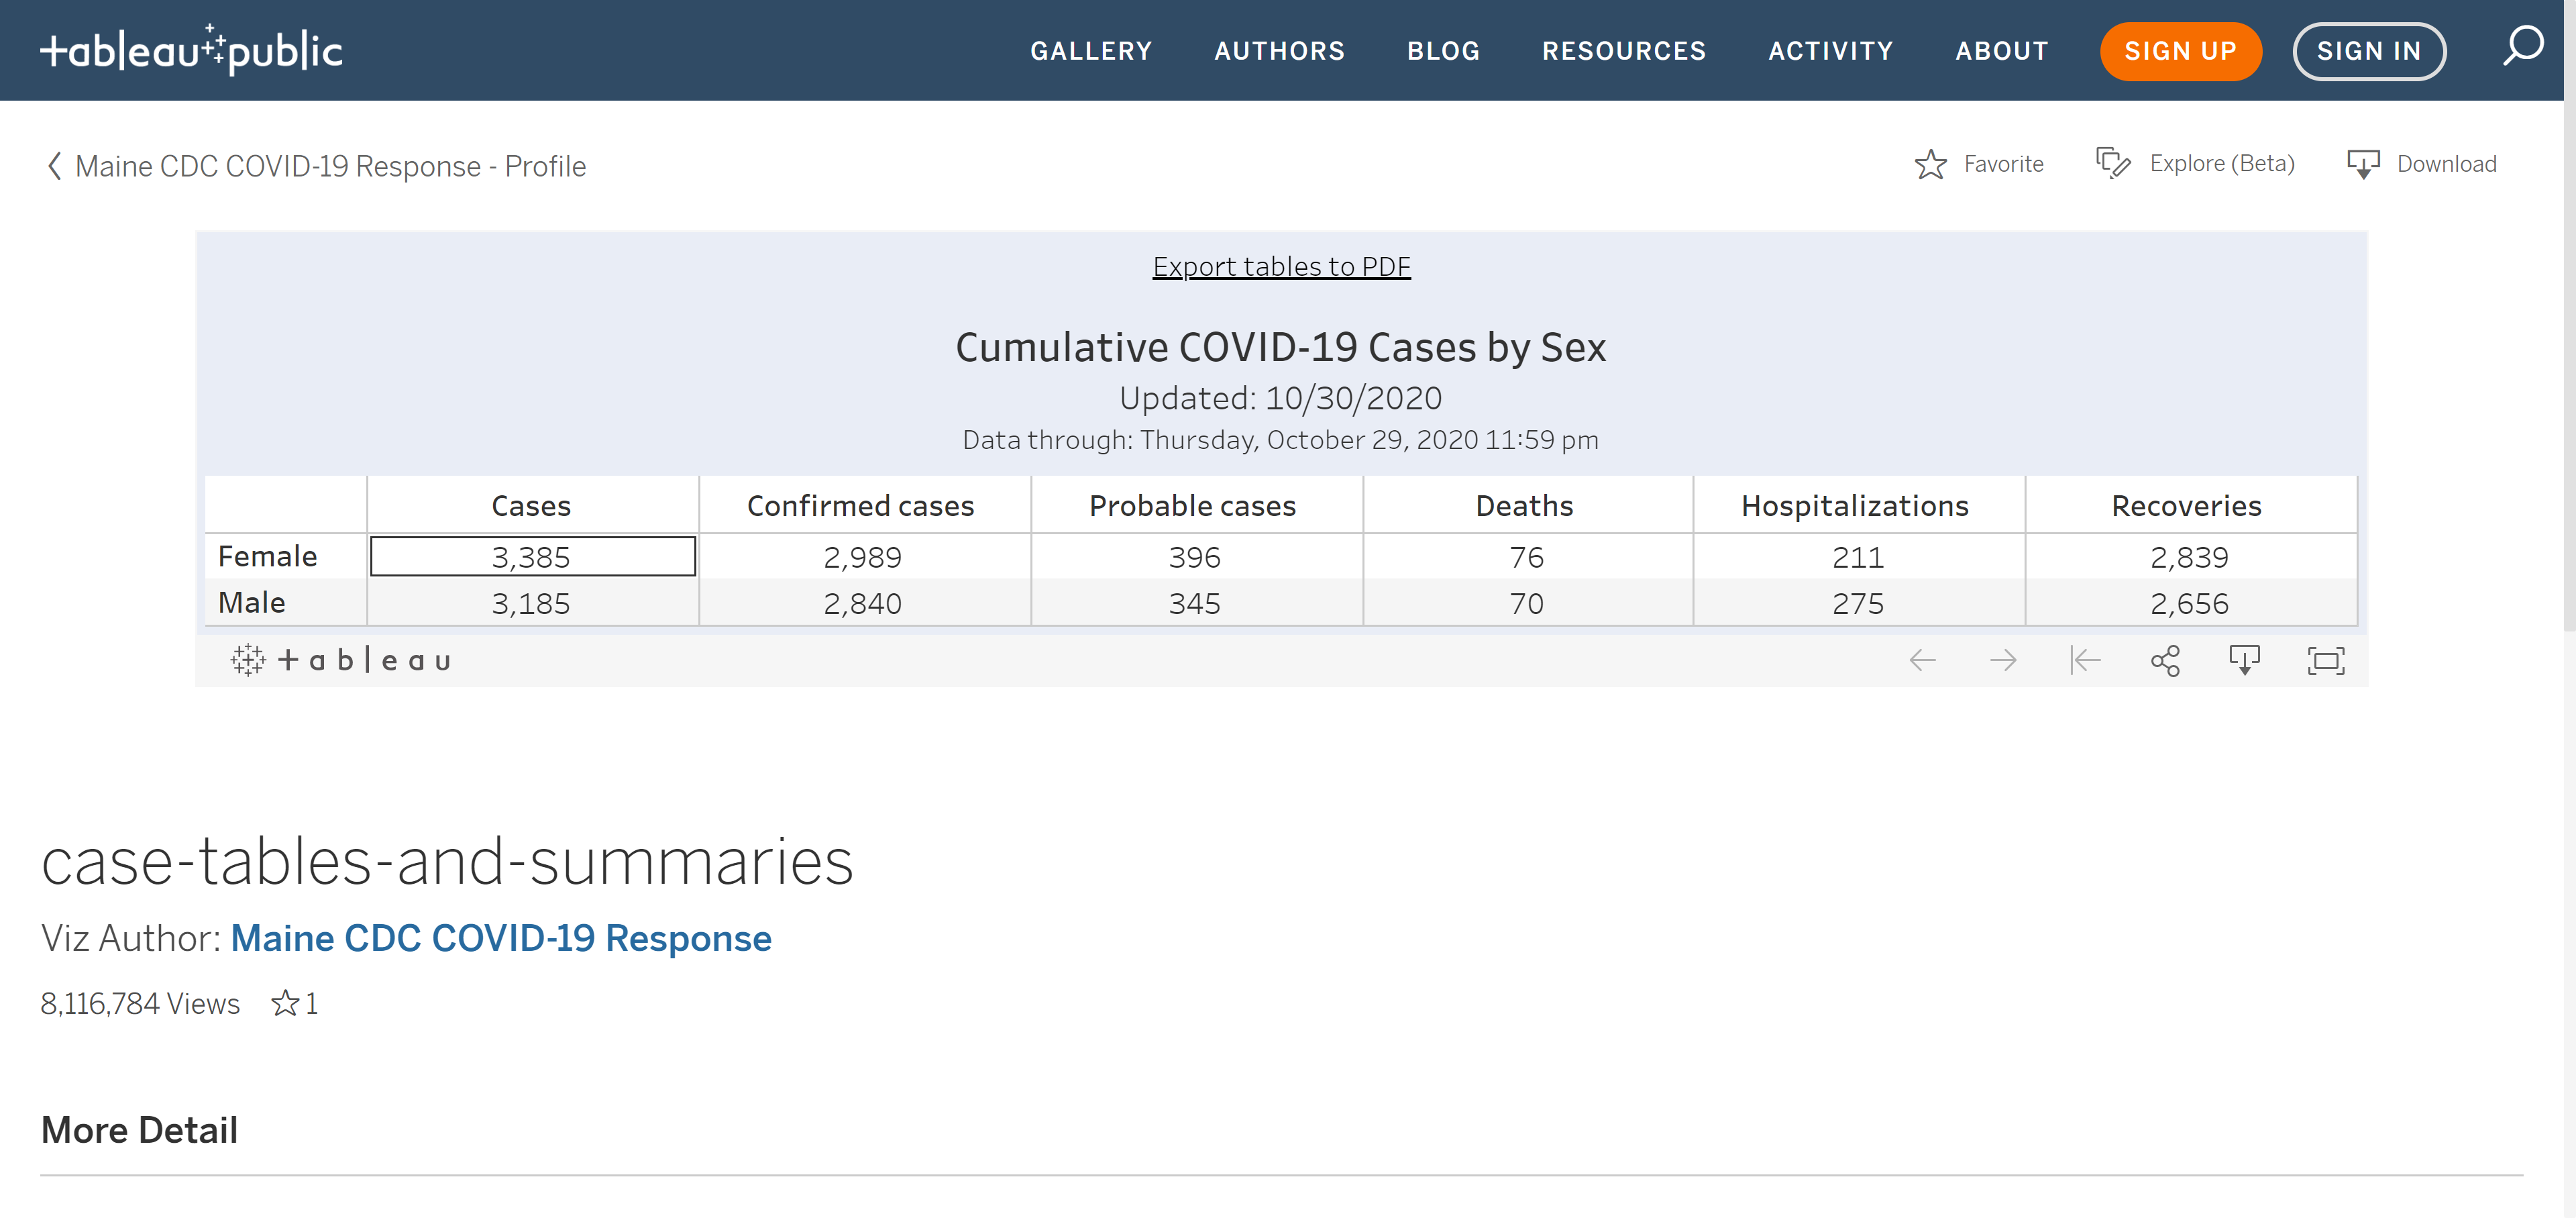 tableau public GALLERY AUTHORS BLOG RESOURCES ACTIVITY ABOUT SIGN UP SIGN IN
Maine CDC COVID-19 Response - Profile Favorite Explore (Beta) Download
Export tables to PDF
Cumulative COVID-19 Cases by Sex
Updated: 10/30/2020
Data through: Thursday, October 29, 2020 11:59 pm
Cases Confirmed cases Probable cases Deaths Hospitalizations Recoveries
Female 3,385 2,989 396 76 211 2,839
Male 3,185 2,840 345 70 275 2,656
+ a b l e a u
case-tables-and-summaries
Viz Author: Maine CDC COVID-19 Response
8,116,784 Views 1
More Detail